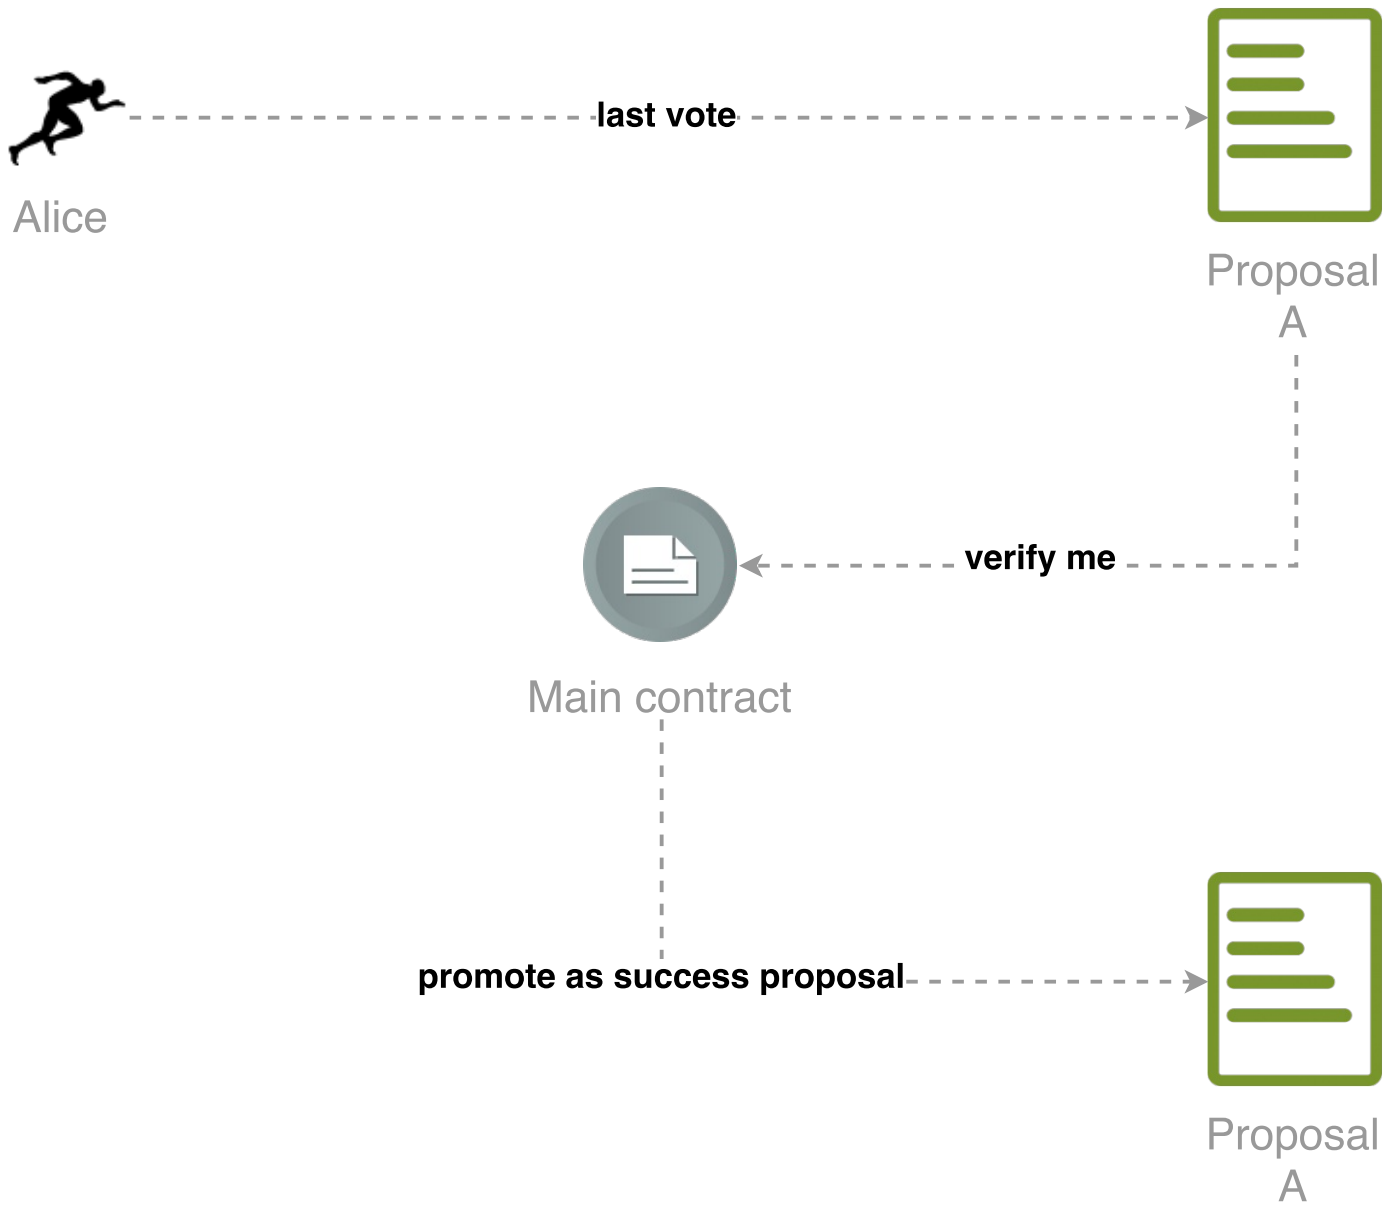 last vote
Alice
Proposal
A
verify me
Main contract
promote as success proposal
Proposal
A